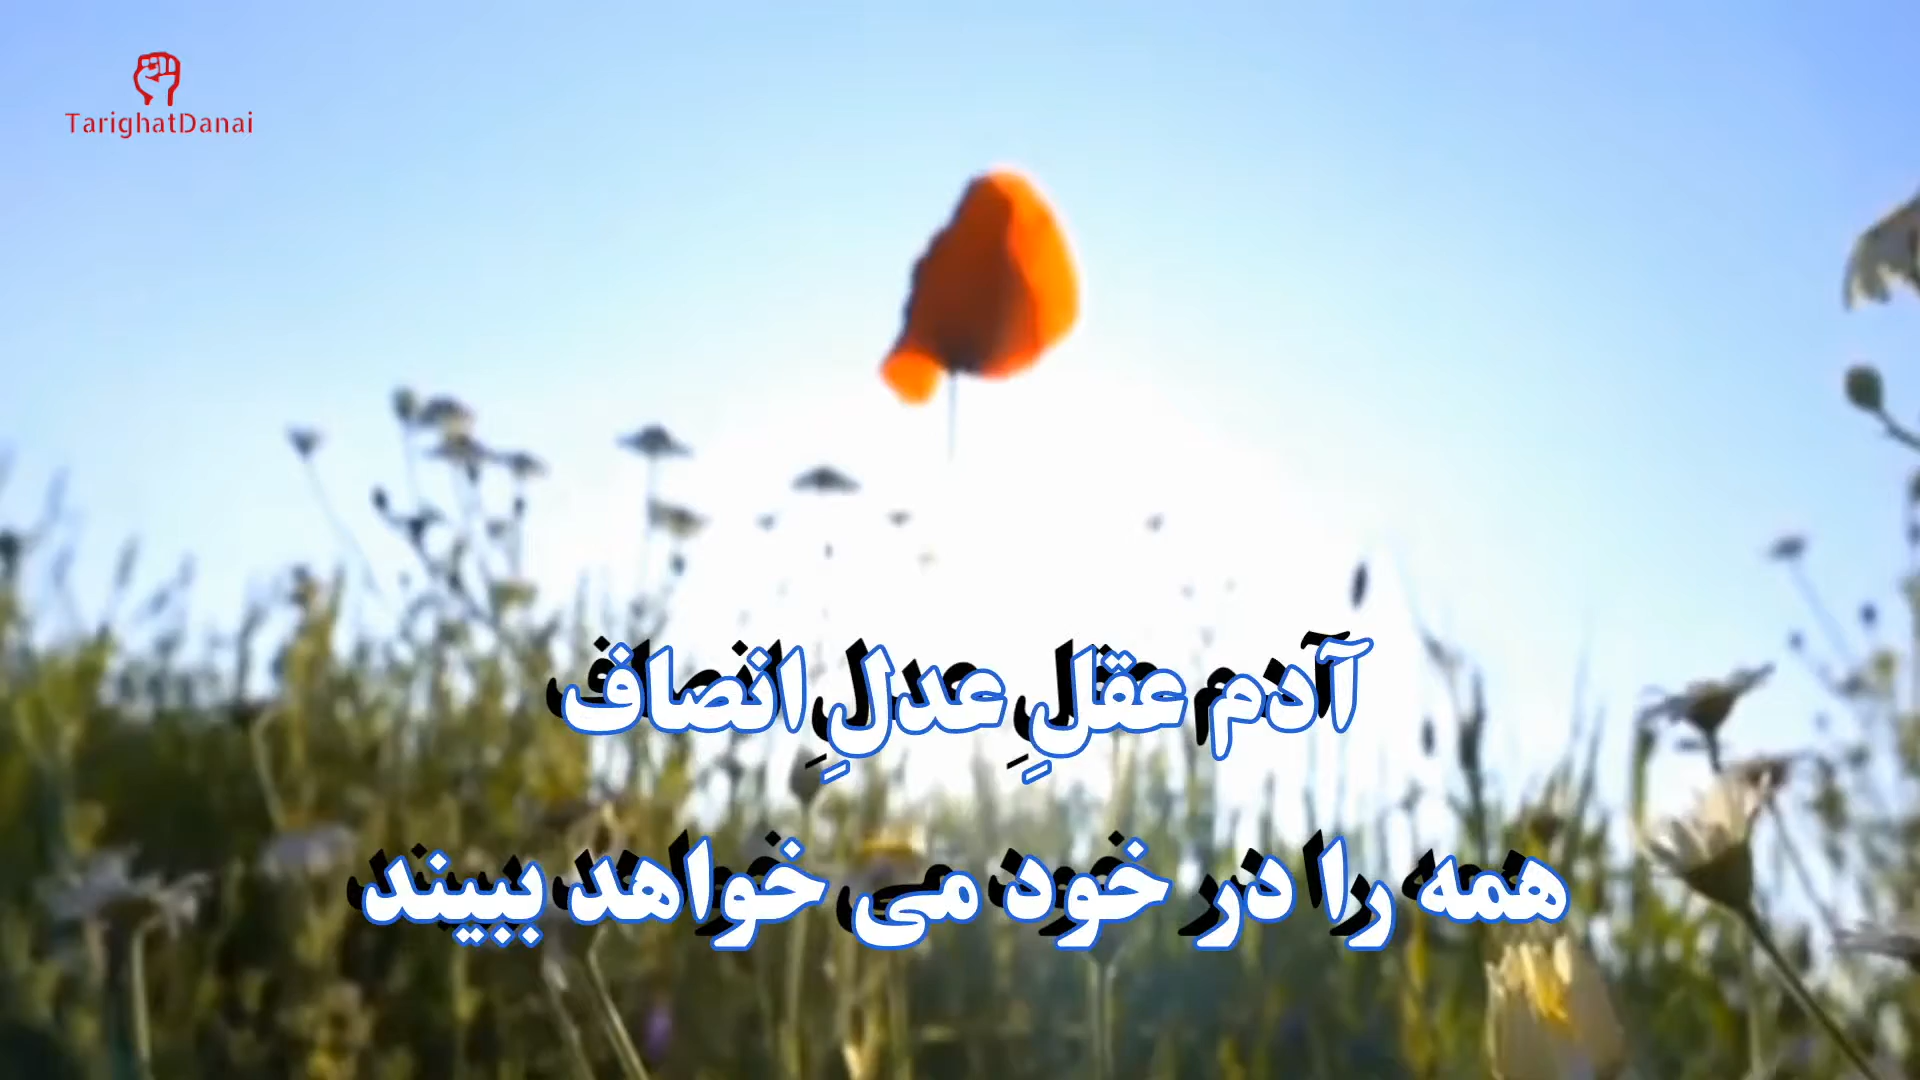 TarighatDanai
آدم عقلِ عدلِ انصاف
همه را در خود می خواهد ببیند